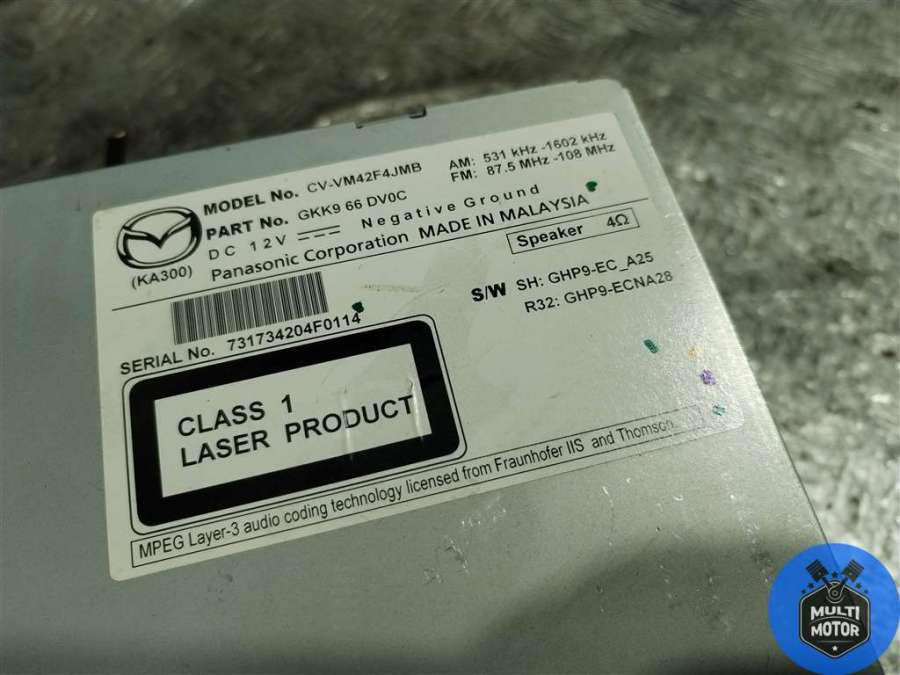 MODEL No. CV-VM42F4JMB
AM: 531 kHz -1602 kHz
PART No. GKK9 66 DV0C
FM: 87.5 MHz -108 MHz
DC 12V Negative Ground
(KA300) Panasonic Corporation MADE IN MALAYSIA
Speaker 4Ω
S/W SH: GHP9-EC_A25
R32: GHP9-ECNA28
SERIAL No. 731734204F0114
CLASS 1
LASER PRODUCT
MPEG Layer-3 audio coding technology licensed from Fraunhofer IIS and Thomson.
MULTI
MOTOR